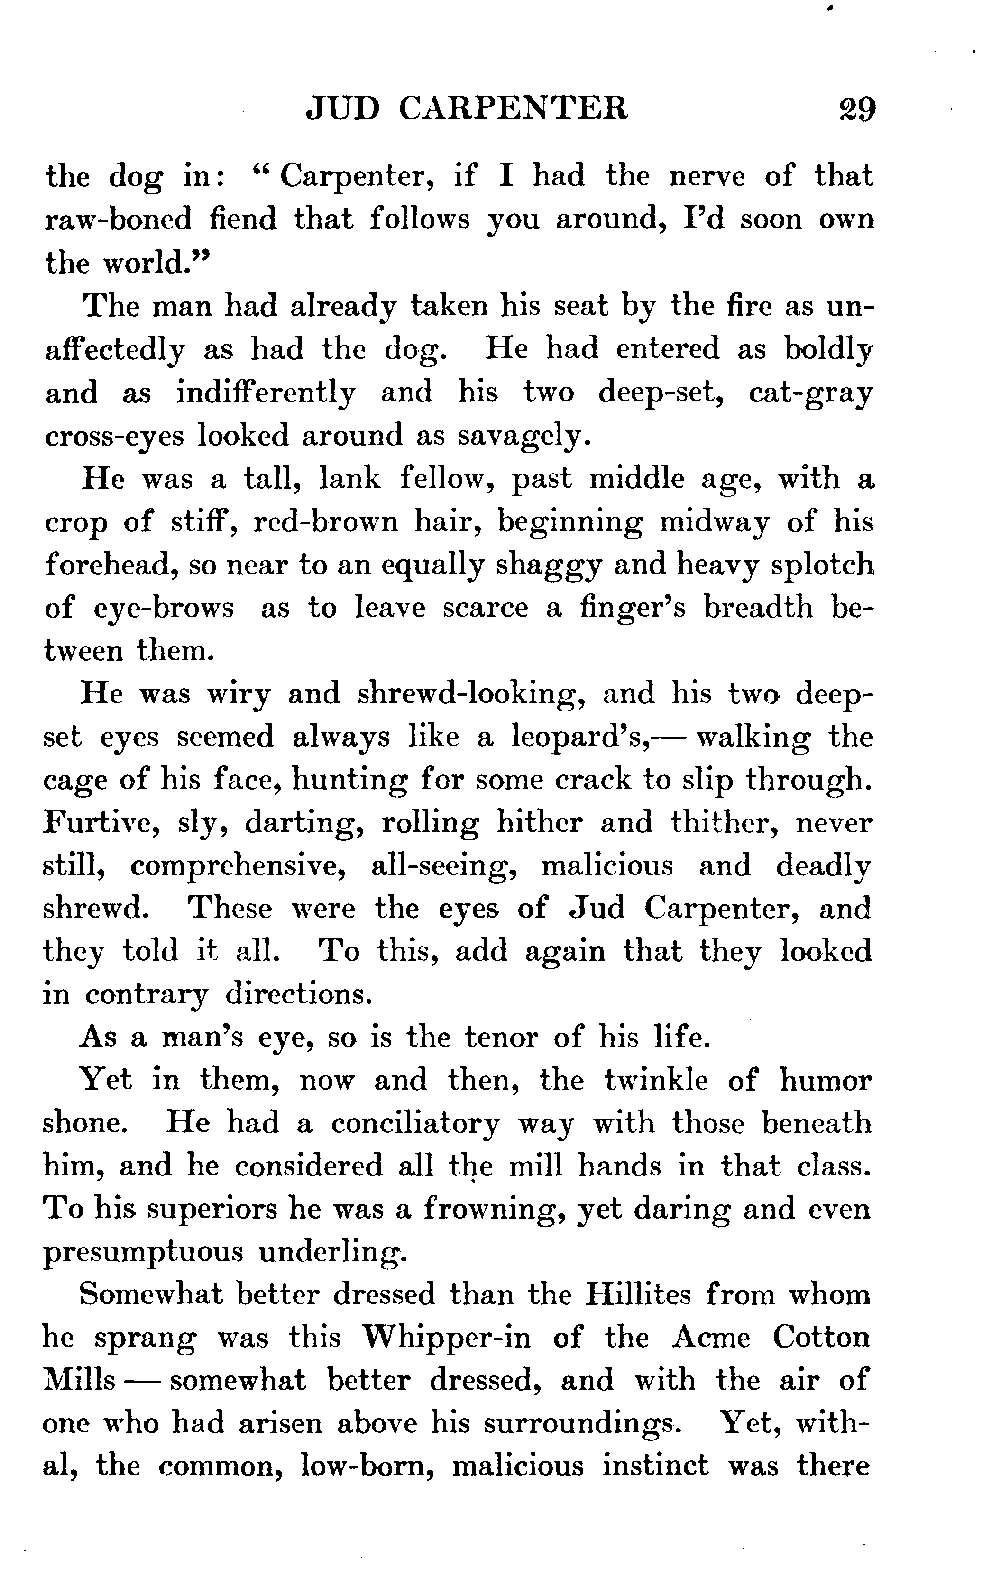 JUD CARPENTER 29
the dog in: " Carpenter, if I had the nerve of that
raw-boned fiend that follows you around, I'd soon own
the world."
The man had already taken his seat by the fire as un-
affectedly as had the dog. He had entered as boldly
and as indifferently and his two deep-set, cat-gray
cross-eyes looked around as savagely.
He was a tall, lank fellow, past middle age, with a
crop of stiff, red-brown hair, beginning midway of his
forehead, so near to an equally shaggy and heavy splotch
of eye-brows as to leave scarce a finger's breadth be-
tween them.
He was wiry and shrewd-looking, and his two deep-
set eyes seemed always like a leopard's,— walking the
cage of his face, hunting for some crack to slip through.
Furtive, sly, darting, rolling hither and thither, never
still, comprehensive, all-seeing, malicious and deadly
shrewd. These were the eyes of Jud Carpenter, and
they told it all. To this, add again that they looked
in contrary directions.
As a man's eye, so is the tenor of his life.
Yet in them, now and then, the twinkle of humor
shone. He had a conciliatory way with those beneath
him, and he considered all the mill hands in that class.
To his superiors he was a frowning, yet daring and even
presumptuous underling.
Somewhat better dressed than the Hillites from whom
he sprang was this Whipper-in of the Acme Cotton
Mills — somewhat better dressed, and with the air of
one who had arisen above his surroundings. Yet, with-
al, the common, low-born, malicious instinct was there